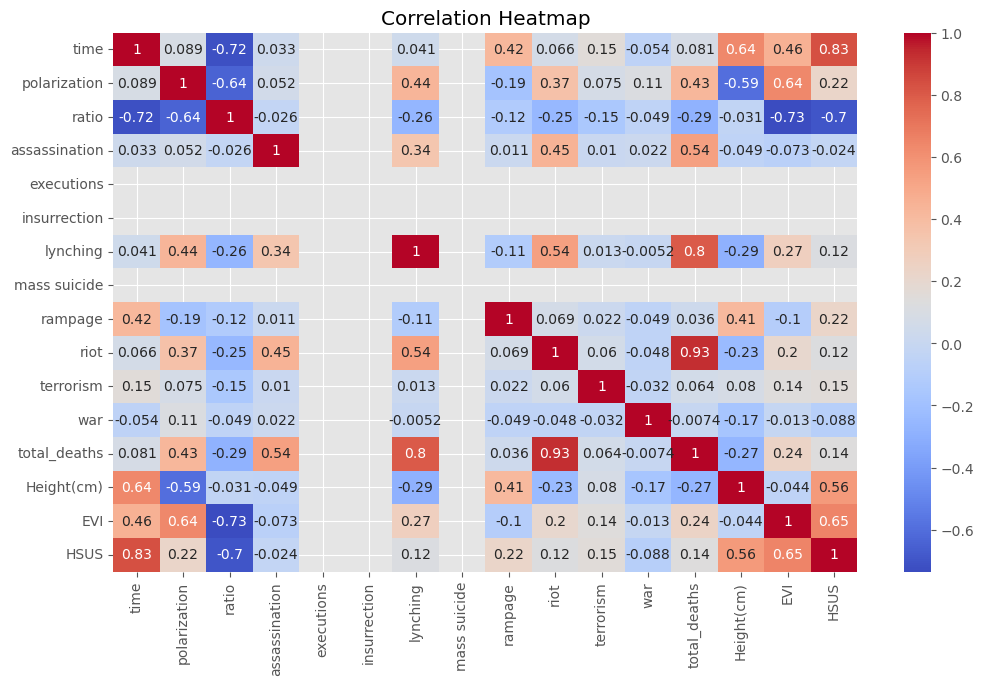 Correlation Heatmap
time 1 0.089 -0.72 0.033 0.041 0.42 0.066 0.15 -0.054 0.081 0.64 0.46 0.83
polarization 0.089 1 -0.64 0.052 0.44 -0.19 0.37 0.075 0.11 0.43 -0.59 0.64 0.22
ratio -0.72 -0.64 1 -0.026 -0.26 -0.12 -0.25 -0.15 -0.049 -0.29 -0.031 -0.73 -0.7
assassination 0.033 0.052 -0.026 1 0.34 0.011 0.45 0.01 0.022 0.54 -0.049 -0.073 -0.024
executions
insurrection
lynching 0.041 0.44 -0.26 0.34 1 -0.11 0.54 0.013 -0.0052 0.8 -0.29 0.27 0.12
mass suicide
rampage 0.42 -0.19 -0.12 0.011 -0.11 1 0.069 0.022 -0.049 0.036 0.41 -0.1 0.22
riot 0.066 0.37 -0.25 0.45 0.54 0.069 1 0.06 -0.048 0.93 -0.23 0.2 0.12
terrorism 0.15 0.075 -0.15 0.01 0.013 0.022 0.06 1 -0.032 0.064 0.08 0.14 0.15
war -0.054 0.11 -0.049 0.022 -0.0052 -0.049 -0.048 -0.032 1 -0.0074 -0.17 -0.013 -0.088
total_deaths 0.081 0.43 -0.29 0.54 0.8 0.036 0.93 0.064 -0.0074 1 -0.27 0.24 0.14
Height(cm) 0.64 -0.59 -0.031 -0.049 -0.29 0.41 -0.23 0.08 -0.17 -0.27 1 -0.044 0.56
EVI 0.46 0.64 -0.73 -0.073 0.27 -0.1 0.2 0.14 -0.013 0.24 -0.044 1 0.65
HSUS 0.83 0.22 -0.7 -0.024 0.12 0.22 0.12 0.15 -0.088 0.14 0.56 0.65 1
time
polarization
ratio
assassination
executions
insurrection
lynching
mass suicide
rampage
riot
terrorism
war
total_deaths
Height(cm)
EVI
HSUS
1.0
0.8
0.6
0.4
0.2
0.0
−0.2
−0.4
−0.6